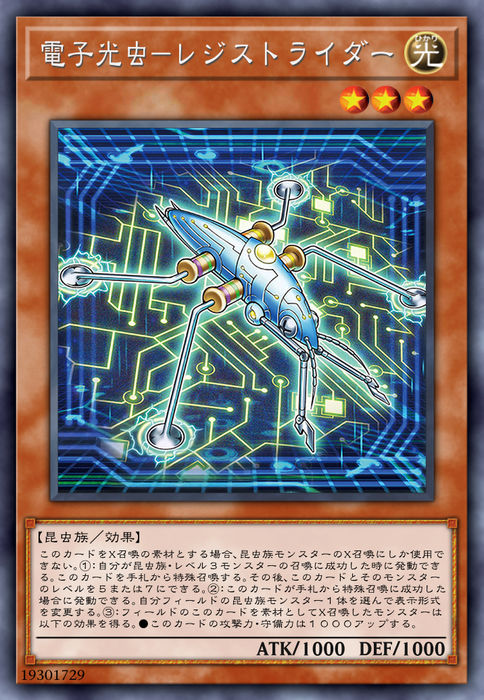 電子光虫－レジストライダー
ひかり
光
【昆虫族／効果】
このカードをX召喚の素材とする場合、昆虫族モンスターのX召喚にしか使用で
きない。①：自分が昆虫族・レベル３モンスターの召喚に成功した時に発動でき
る。このカードを手札から特殊召喚する。その後、このカードとそのモンスター
のレベルを５または７にできる。②：このカードが手札から特殊召喚に成功した
場合に発動できる。自分フィールドの昆虫族モンスター１体を選んで表示形式
を変更する。③：フィールドのこのカードを素材としてX召喚したモンスターは
以下の効果を得る。●このカードの攻撃力・守備力は１０００アップする。
ATK/1000 DEF/1000
19301729